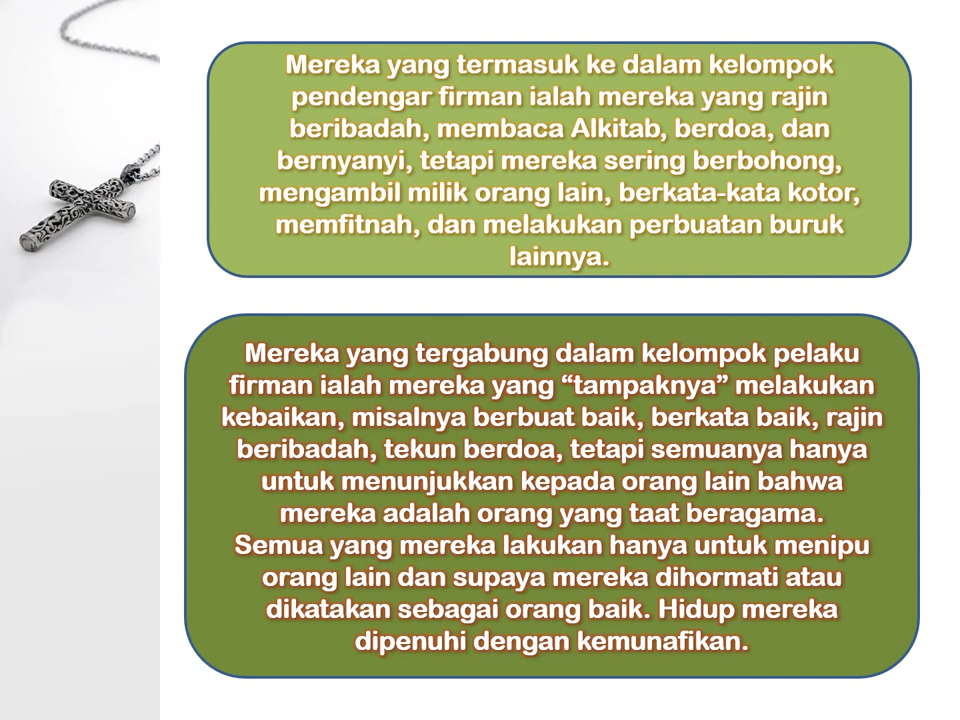 Mereka yang termasuk ke dalam kelompok
pendengar firman ialah mereka yang rajin
beribadah, membaca Alkitab, berdoa, dan
bernyanyi, tetapi mereka sering berbohong,
mengambil milik orang lain, berkata-kata kotor,
memfitnah, dan melakukan perbuatan buruk
lainnya.
Mereka yang tergabung dalam kelompok pelaku
firman ialah mereka yang “tampaknya” melakukan
kebaikan, misalnya berbuat baik, berkata baik, rajin
beribadah, tekun berdoa, tetapi semuanya hanya
untuk menunjukkan kepada orang lain bahwa
mereka adalah orang yang taat beragama.
Semua yang mereka lakukan hanya untuk menipu
orang lain dan supaya mereka dihormati atau
dikatakan sebagai orang baik. Hidup mereka
dipenuhi dengan kemunafikan.